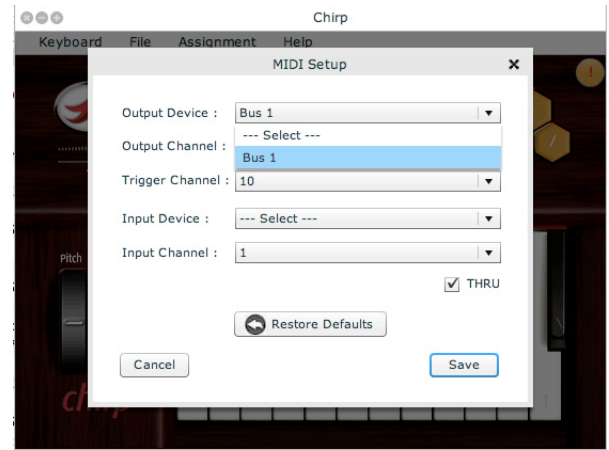 Chirp
Keyboard File Assignment Help
MIDI Setup
Output Device : Bus 1
--- Select ---
Output Channel :
Bus 1
Trigger Channel : 10
Input Device : --- Select ---
Input Channel : 1
Pitch
THRU
Restore Defaults
Cancel Save
chirp
1